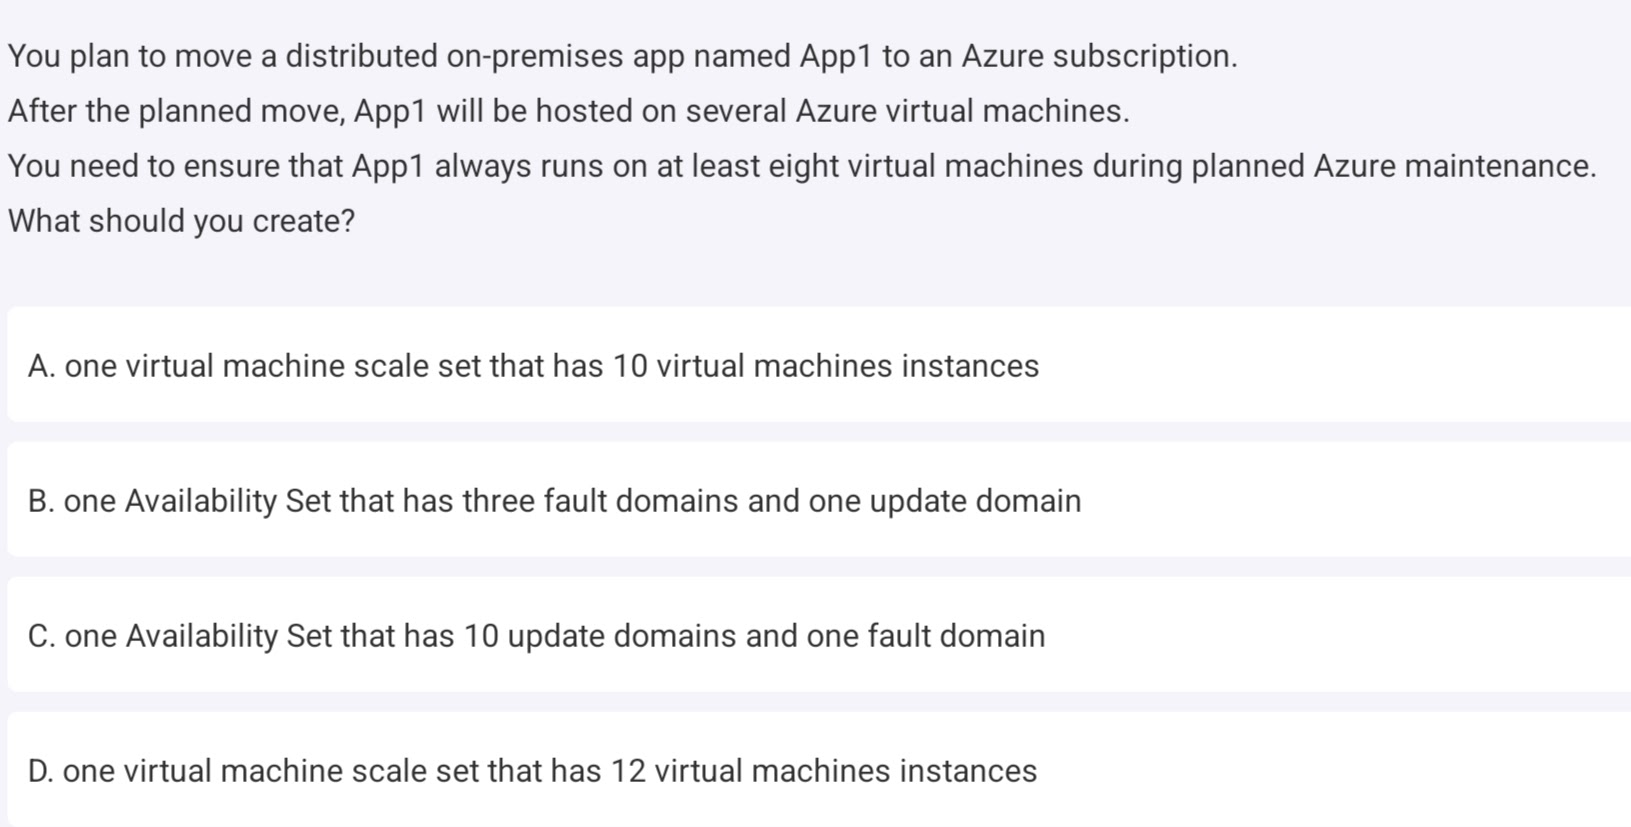 You plan to move a distributed on-premises app named App1 to an Azure subscription.
After the planned move, App1 will be hosted on several Azure virtual machines.
You need to ensure that App1 always runs on at least eight virtual machines during planned Azure maintenance.
What should you create?
A. one virtual machine scale set that has 10 virtual machines instances
B. one Availability Set that has three fault domains and one update domain
C. one Availability Set that has 10 update domains and one fault domain
D. one virtual machine scale set that has 12 virtual machines instances